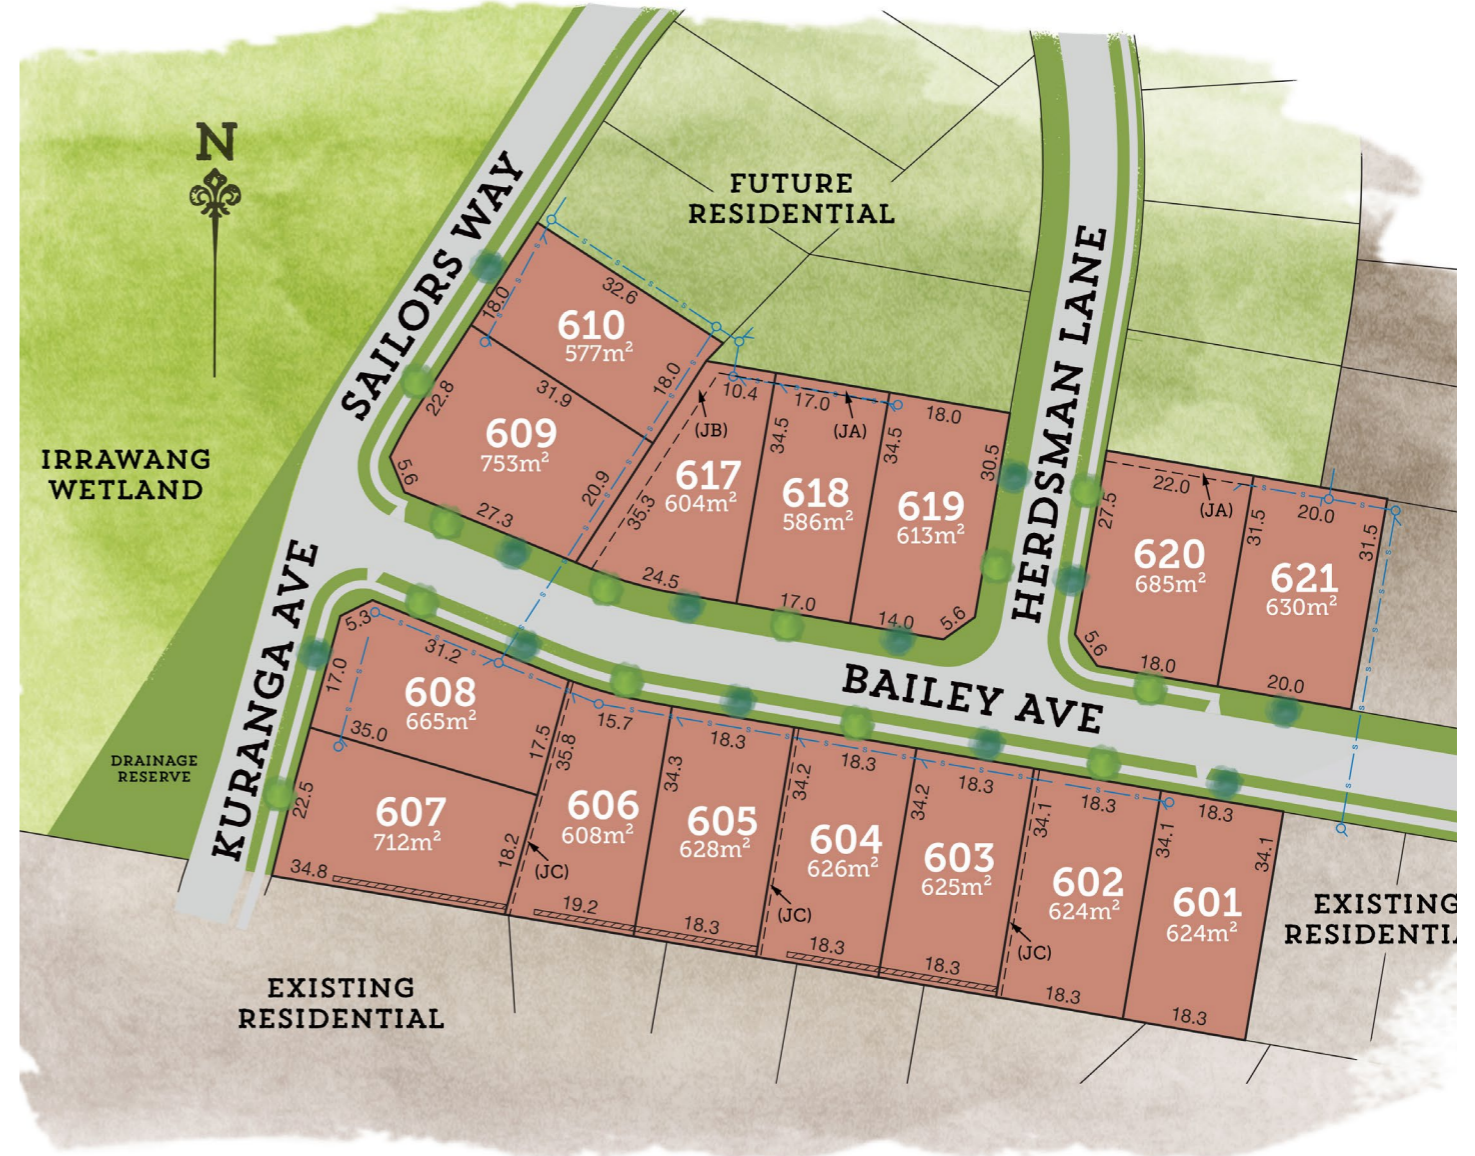 N
SAILORS WAY
FUTURE
RESIDENTIAL
HERDSMAN LANE
IRRAWANG
WETLAND
18.0
32.6
610
577m²
18.0
22.8
31.9
609
753m²
5.6
27.3
20.9
10.4
(JB)
617
604m²
35.3
24.5
34.5
17.0
(JA)
618
586m²
17.0
34.5
18.0
30.5
619
613m²
14.0
5.6
27.5
22.0
(JA)
620
685m²
5.6
18.0
31.5
20.0
31.5
621
630m²
20.0
KURANGA AVE
BAILEY AVE
DRAINAGE
RESERVE
5.3
31.2
17.0
608
665m²
17.5
35.0
22.5
607
712m²
18.2
34.8
(JC)
35.8
15.7
606
608m²
19.2
34.3
18.3
605
628m²
18.3
(JC)
34.2
18.3
604
626m²
18.3
34.2
18.3
603
625m²
18.3
(JC)
34.1
18.3
602
624m²
18.3
34.1
18.3
34.1
601
624m²
18.3
EXISTING
RESIDENTIAL
EXISTING
RESIDENTIA
s s s s s s s s s s s s s s s s s s s s